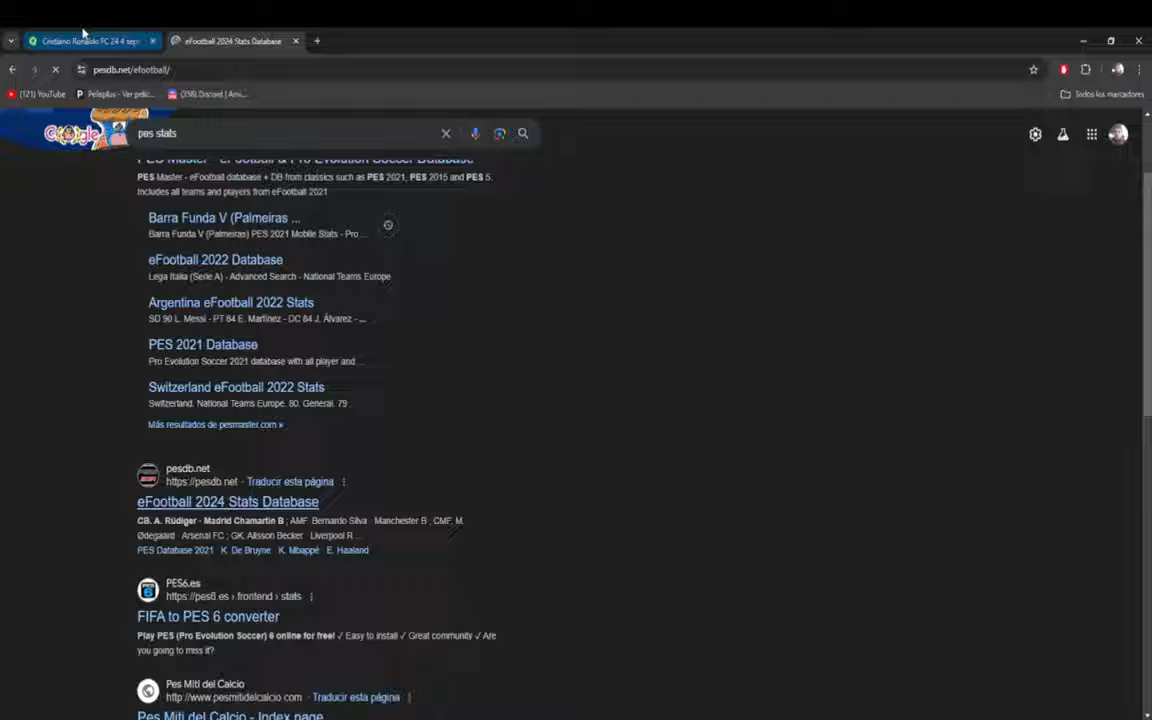 Cristiano Ronaldo FC 24 4 sep
eFootball 2024 Stats Database
pesdb.net/efootball/
(121) YouTube
Pelisplus - Ver pelíc...
(358) Discord | Ami...
Todos los marcadores
pes stats
PES Master - eFootball & Pro Evolution Soccer Database
PES Master - eFootball database + DB from classics such as PES 2021, PES 2015 and PES 5.
Includes all teams and players from eFootball 2021
Barra Funda V (Palmeiras ...
Barra Funda V (Palmeiras) PES 2021 Mobile Stats - Pro ...
eFootball 2022 Database
Lega Italia (Serie A) - Advanced Search - National Teams Europe
Argentina eFootball 2022 Stats
SD 90 L. Messi - PT 84 E. Martínez - DC 84 J. Álvarez - ...
PES 2021 Database
Pro Evolution Soccer 2021 database with all player and ...
Switzerland eFootball 2022 Stats
Switzerland. National Teams Europe. 80. General. 79.
Más resultados de pesmaster.com »
pesdb.net
https://pesdb.net · Traducir esta página
eFootball 2024 Stats Database
CB. A. Rüdiger · Madrid Chamartin B ; AMF. Bernardo Silva · Manchester B ; CMF. M.
Ødegaard · Arsenal FC ; GK. Alisson Becker · Liverpool R ...
PES Database 2021 K. De Bruyne K. Mbappé E. Haaland
PES6.es
https://pes6.es › frontend › stats
FIFA to PES 6 converter
Play PES (Pro Evolution Soccer) 6 online for free! ✓ Easy to install ✓ Great community ✓ Are
you going to miss it?
Pes Miti del Calcio
http://www.pesmitidelcalcio.com · Traducir esta página
Pes Miti del Calcio - Index page